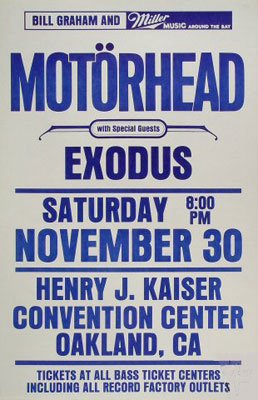 BILL GRAHAM AND Miller
MUSIC AROUND THE BAY
MOTÖRHEAD
with Special Guests
EXODUS
SATURDAY 8:00 PM
NOVEMBER 30
HENRY J. KAISER
CONVENTION CENTER
OAKLAND, CA
TICKETS AT ALL BASS TICKET CENTERS
INCLUDING ALL RECORD FACTORY OUTLETS